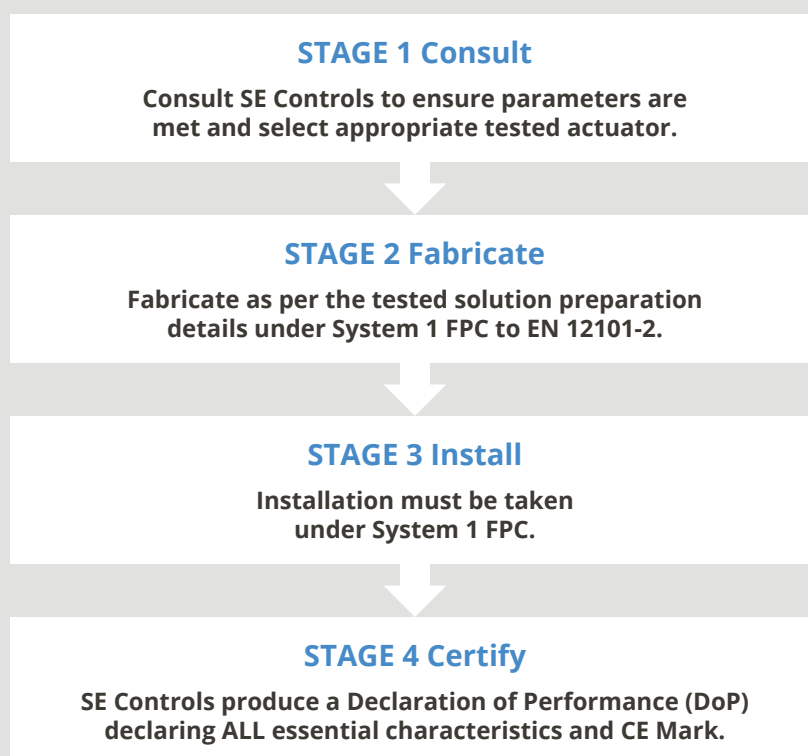 STAGE 1 Consult
Consult SE Controls to ensure parameters are
met and select appropriate tested actuator.
STAGE 2 Fabricate
Fabricate as per the tested solution preparation
details under System 1 FPC to EN 12101-2.
STAGE 3 Install
Installation must be taken
under System 1 FPC.
STAGE 4 Certify
SE Controls produce a Declaration of Performance (DoP)
declaring ALL essential characteristics and CE Mark.